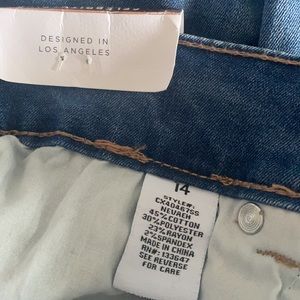 DESIGNED IN
LOS ANGELES
14
STYLE#:
CX4046755
NEVAEH
45%COTTON
30%POLYESTER
23%RAYON
2%SPANDEX
MADE IN CHINA
RN#: 133647
SEE REVERSE
FOR CARE